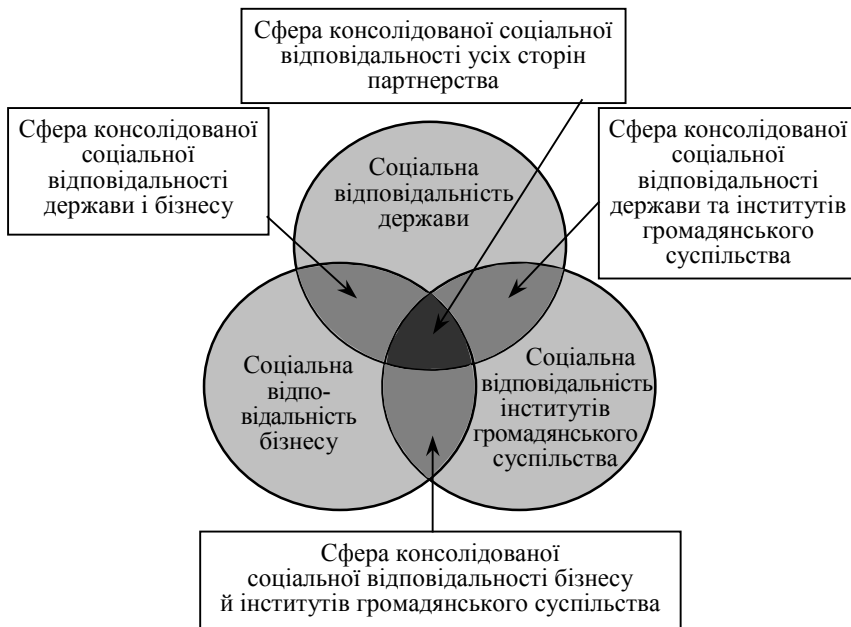 Сфера консолідованої соціальної
відповідальності усіх сторін
партнерства
Сфера консолідованої
соціальної
відповідальності
держави і бізнесу
Сфера консолідованої
соціальної
відповідальності
держави та інститутів
громадянського
суспільства
Соціальна
відповідальність
держави
Соціальна
відпо-
відальність
бізнесу
Соціальна
відповідальність
інститутів
громадянського
суспільства
Сфера консолідованої
соціальної відповідальності бізнесу
й інститутів громадянського суспільства